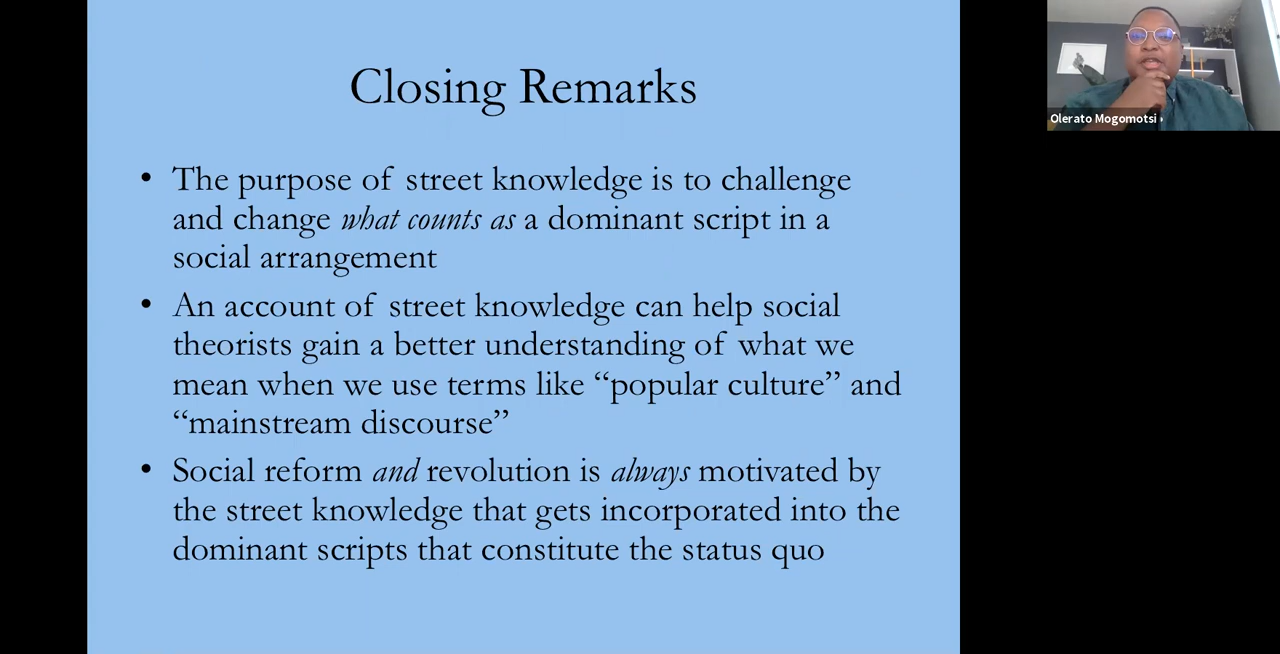 Closing Remarks
• The purpose of street knowledge is to challenge
and change what counts as a dominant script in a
social arrangement
• An account of street knowledge can help social
theorists gain a better understanding of what we
mean when we use terms like “popular culture” and
“mainstream discourse”
• Social reform and revolution is always motivated by
the street knowledge that gets incorporated into the
dominant scripts that constitute the status quo
Olerato Mogomotsi